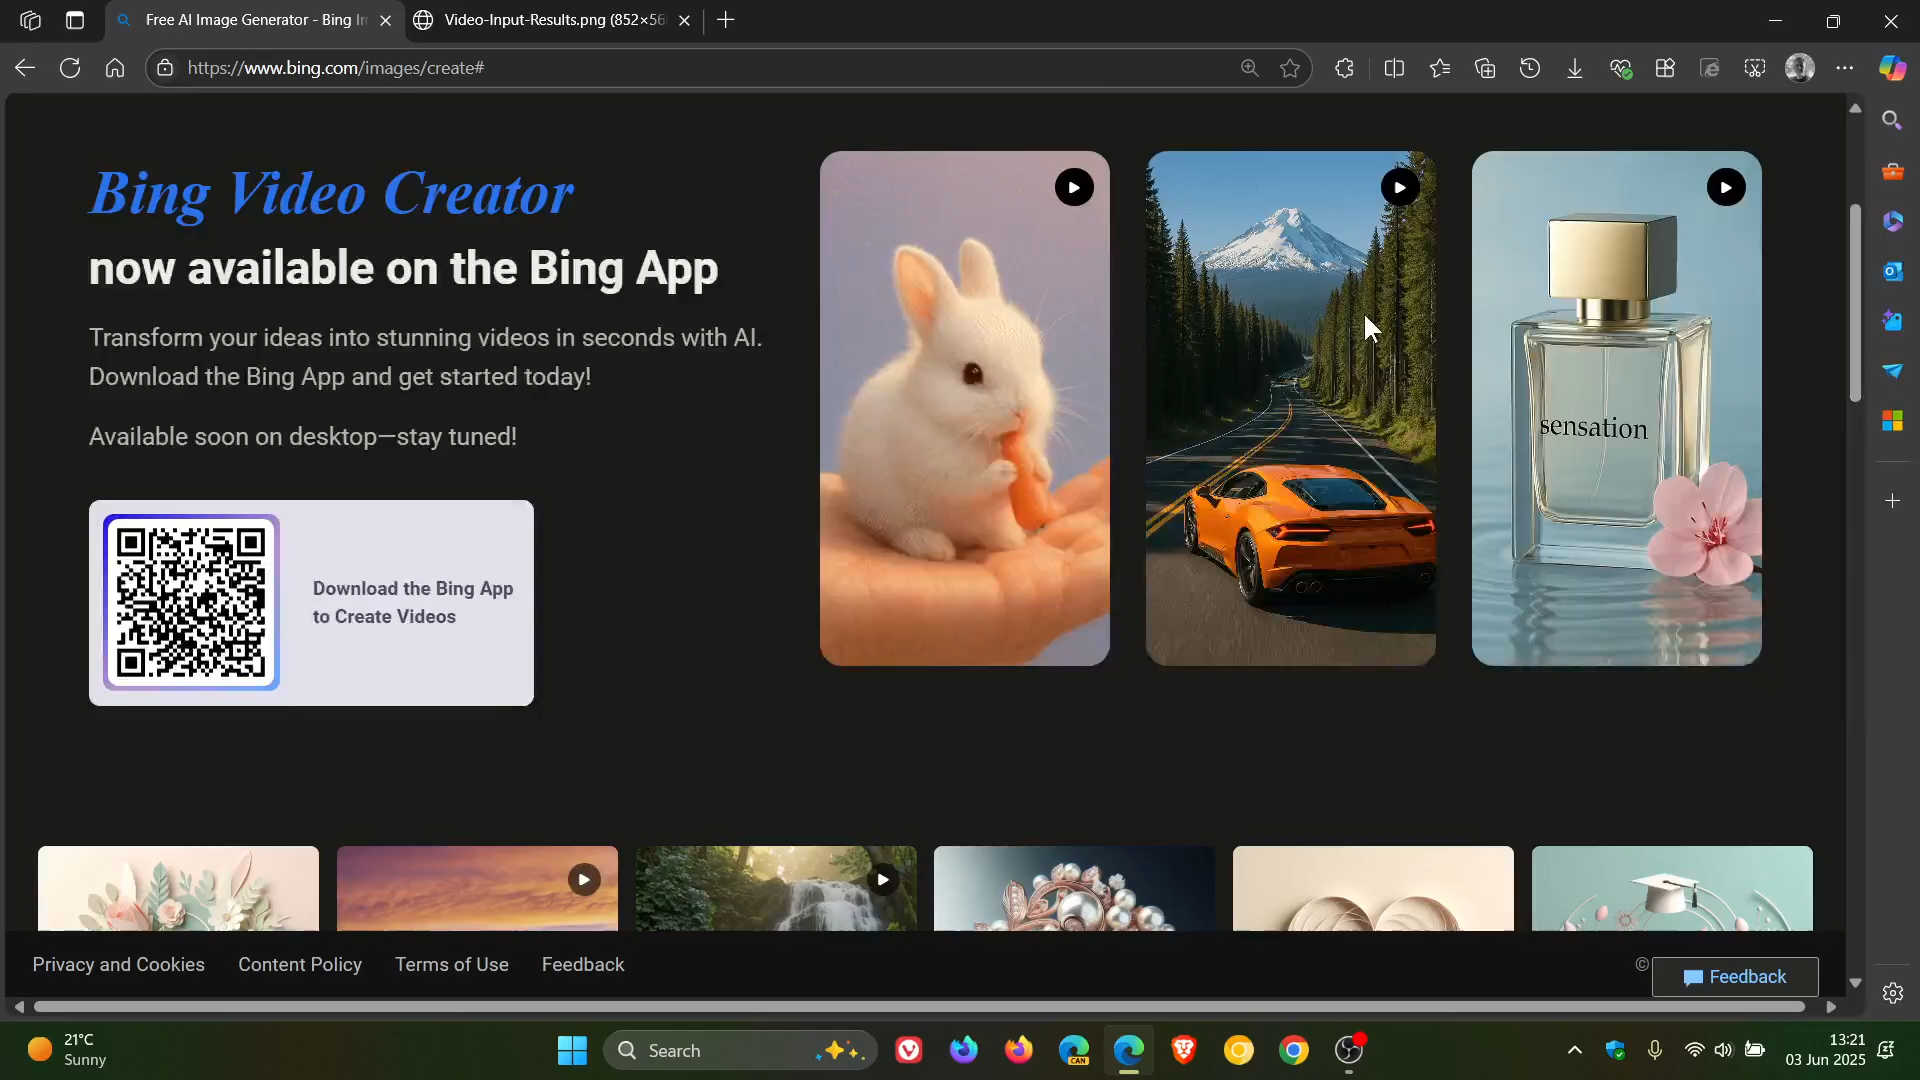 Free AI Image Generator - Bing Im
Video-Input-Results.png (852×56
https://www.bing.com/images/create#
Bing Video Creator
now available on the Bing App
Transform your ideas into stunning videos in seconds with AI.
Download the Bing App and get started today!
Available soon on desktop—stay tuned!
Download the Bing App
to Create Videos
sensation
Privacy and Cookies
Content Policy
Terms of Use
Feedback
©
Feedback
21°C
Sunny
Search
CAN
13:21
03 Jun 2025